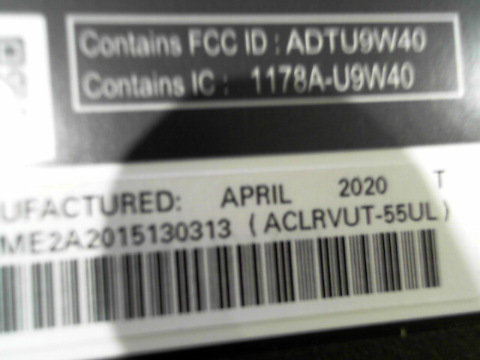 Contains FCC ID : ADTU9W40
Contains IC : 1178A-U9W40
UFACTURED: APRIL 2020 T
ME2A2015130313 (ACLRVUT-55UL)